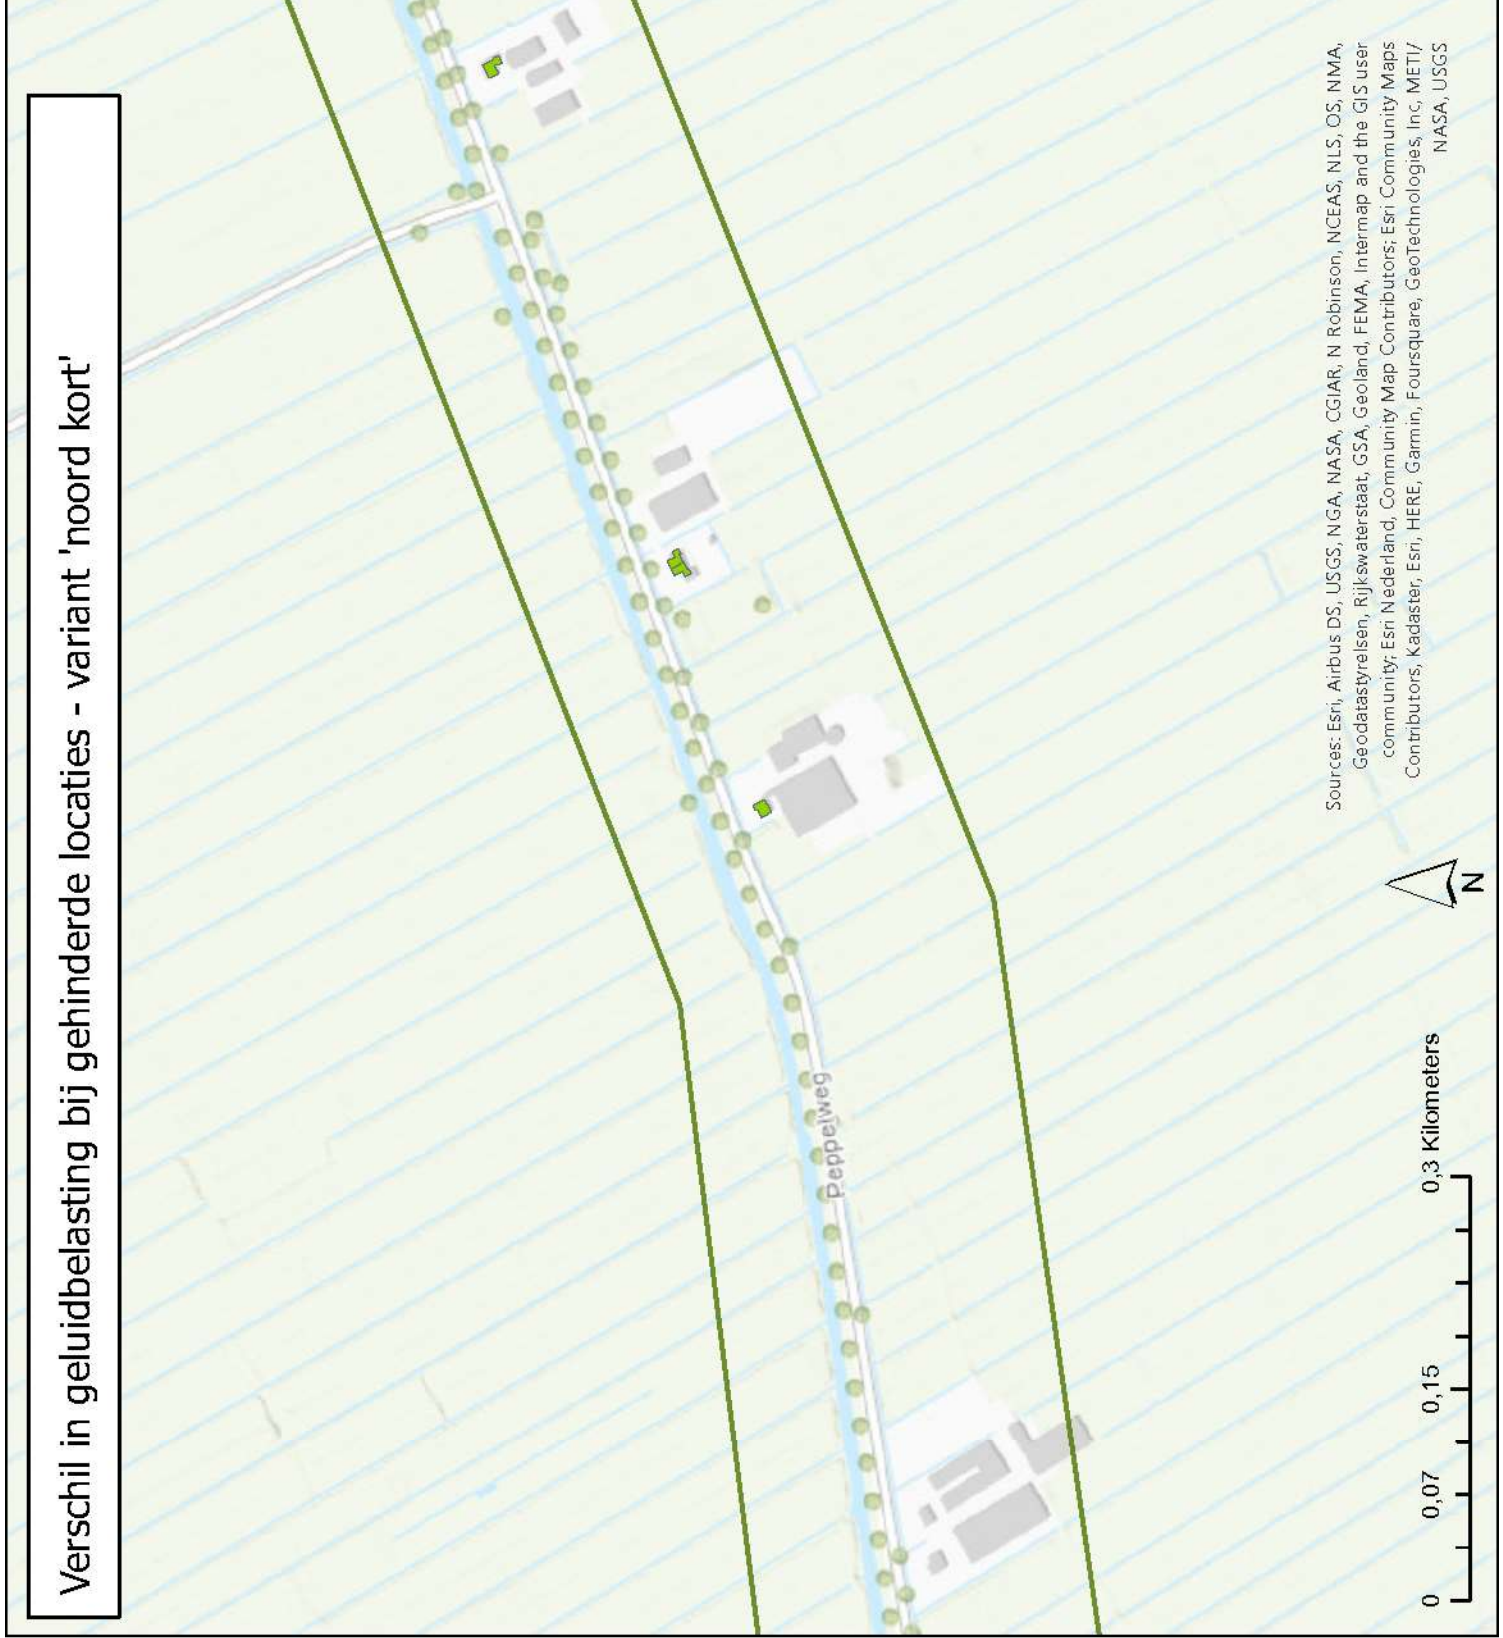 Verschil in geluidbelasting bij gehinderde locaties - variant 'noord kort'
Peppelweg
Sources: Esri, Airbus DS, USGS, NGA, NASA, CGIAR, N Robinson, NCEAS, NLS, OS, NMA,
Geodatastyrelsen, Rijkswaterstaat, GSA, Geoland, FEMA, Intermap and the GIS user
community; Esri Nederland, Community Map Contributors; Esri Community Maps
Contributors, Kadaster, Esri, HERE, Garmin, Foursquare, GeoTechnologies, Inc, METI/
NASA, USGS
N
0 0,07 0,15 0,3 Kilometers